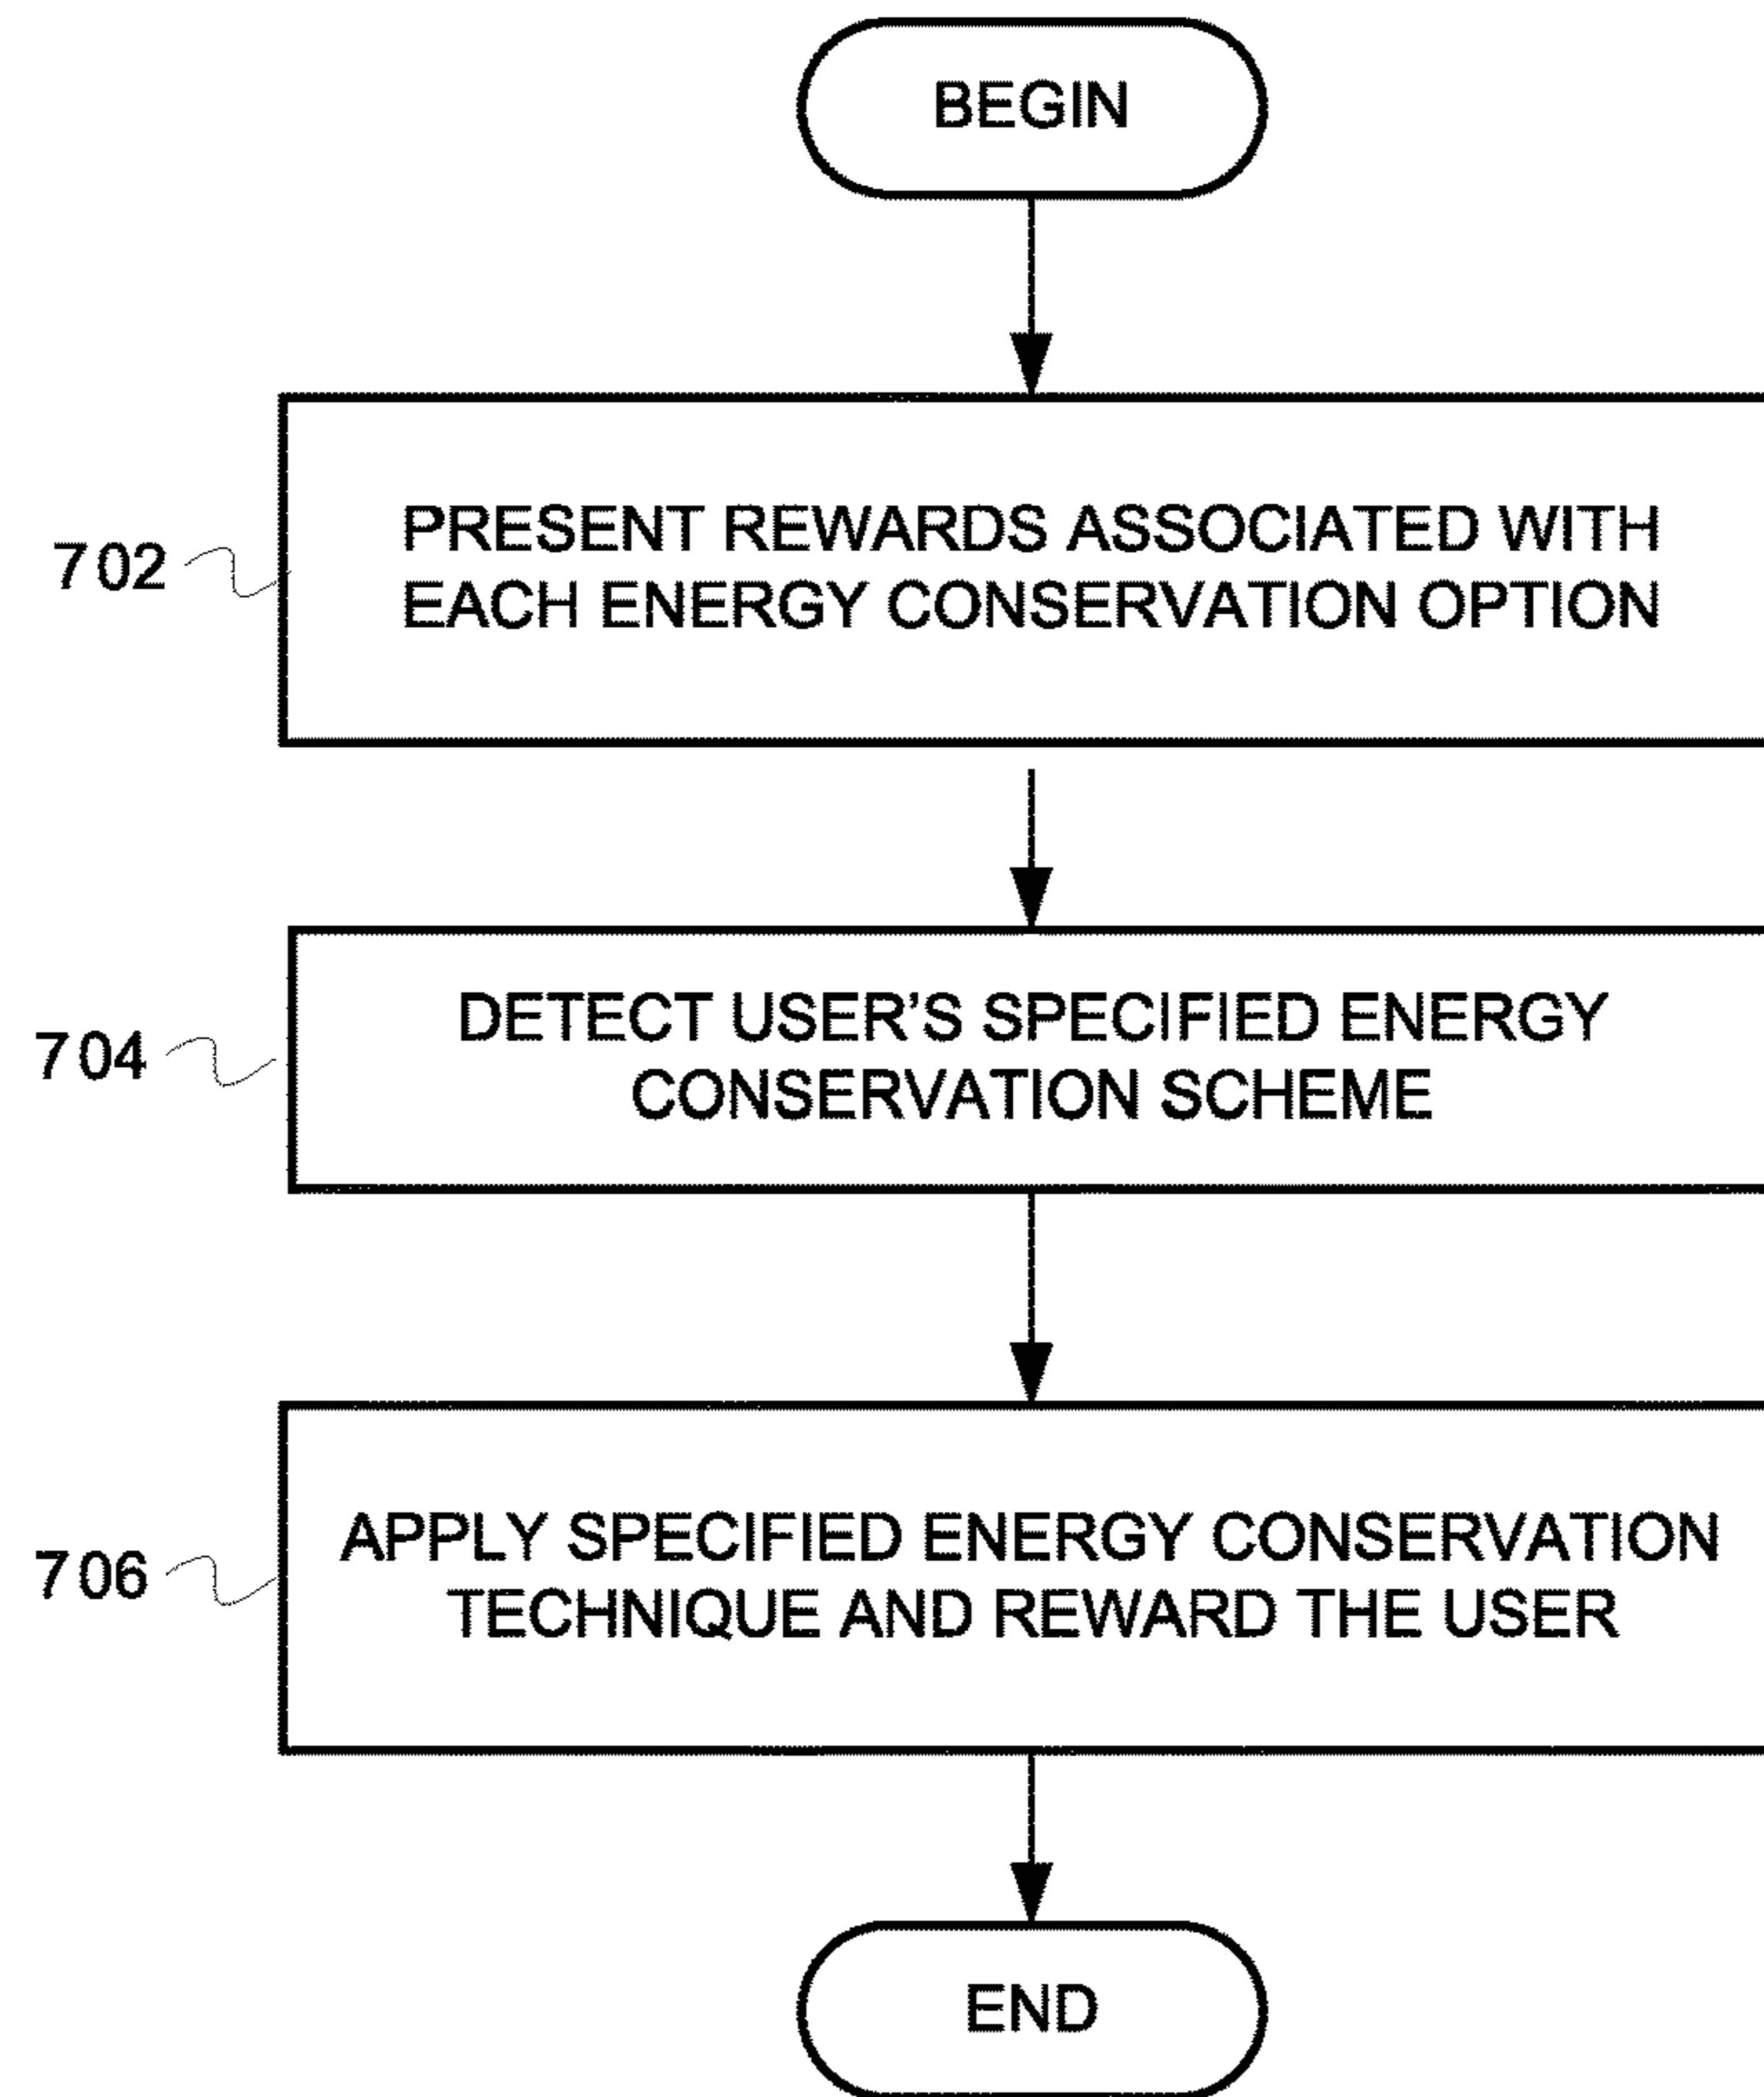 BEGIN
702
PRESENT REWARDS ASSOCIATED WITH
EACH ENERGY CONSERVATION OPTION
704
DETECT USER’S SPECIFIED ENERGY
CONSERVATION SCHEME
706
APPLY SPECIFIED ENERGY CONSERVATION
TECHNIQUE AND REWARD THE USER
END